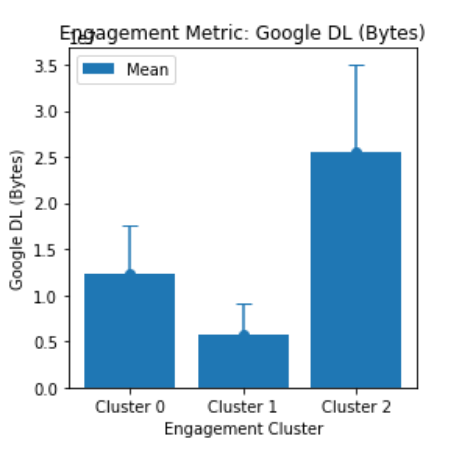 Engagement Metric: Google DL (Bytes)
1e7
Mean
3.5
3.0
2.5
2.0
1.5
1.0
0.5
0.0
Google DL (Bytes)
Cluster 0 Cluster 1 Cluster 2
Engagement Cluster